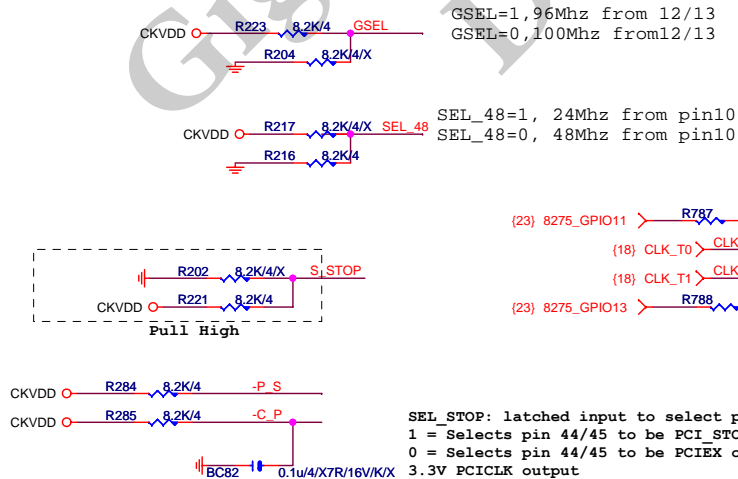 GSEL=1,96Mhz from 12/13
R223 8.2K/4 GSEL
CKVDD
GSEL=0,100Mhz from12/13
R204 8.2K/4/X
SEL_48=1, 24Mhz from pin10
CKVDD R217 8.2K/4/X SEL_48
SEL_48=0, 48Mhz from pin10
R216 8.2K/4
{23} 8275_GPIO11 R787
{18} CLK_T0 CLK
R202 8.2K/4/X S_STOP
{18} CLK_T1 CLK
CKVDD R221 8.2K/4
{23} 8275_GPIO13 R788
Pull High
CKVDD R284 8.2K/4 -P_S
CKVDD R285 8.2K/4 -C_P
SEL_STOP: latched input to select p
1 = Selects pin 44/45 to be PCI_STO
0 = Selects pin 44/45 to be PCIEX c
BC82 0.1u/4/X7R/16V/K/X 3.3V PCICLK output